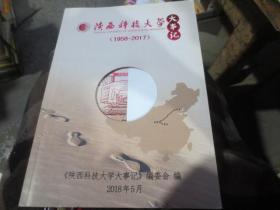 陕西科技大学
大事记
(1958-2017)
《陕西科技大学大事记》编委会 编
2018年5月